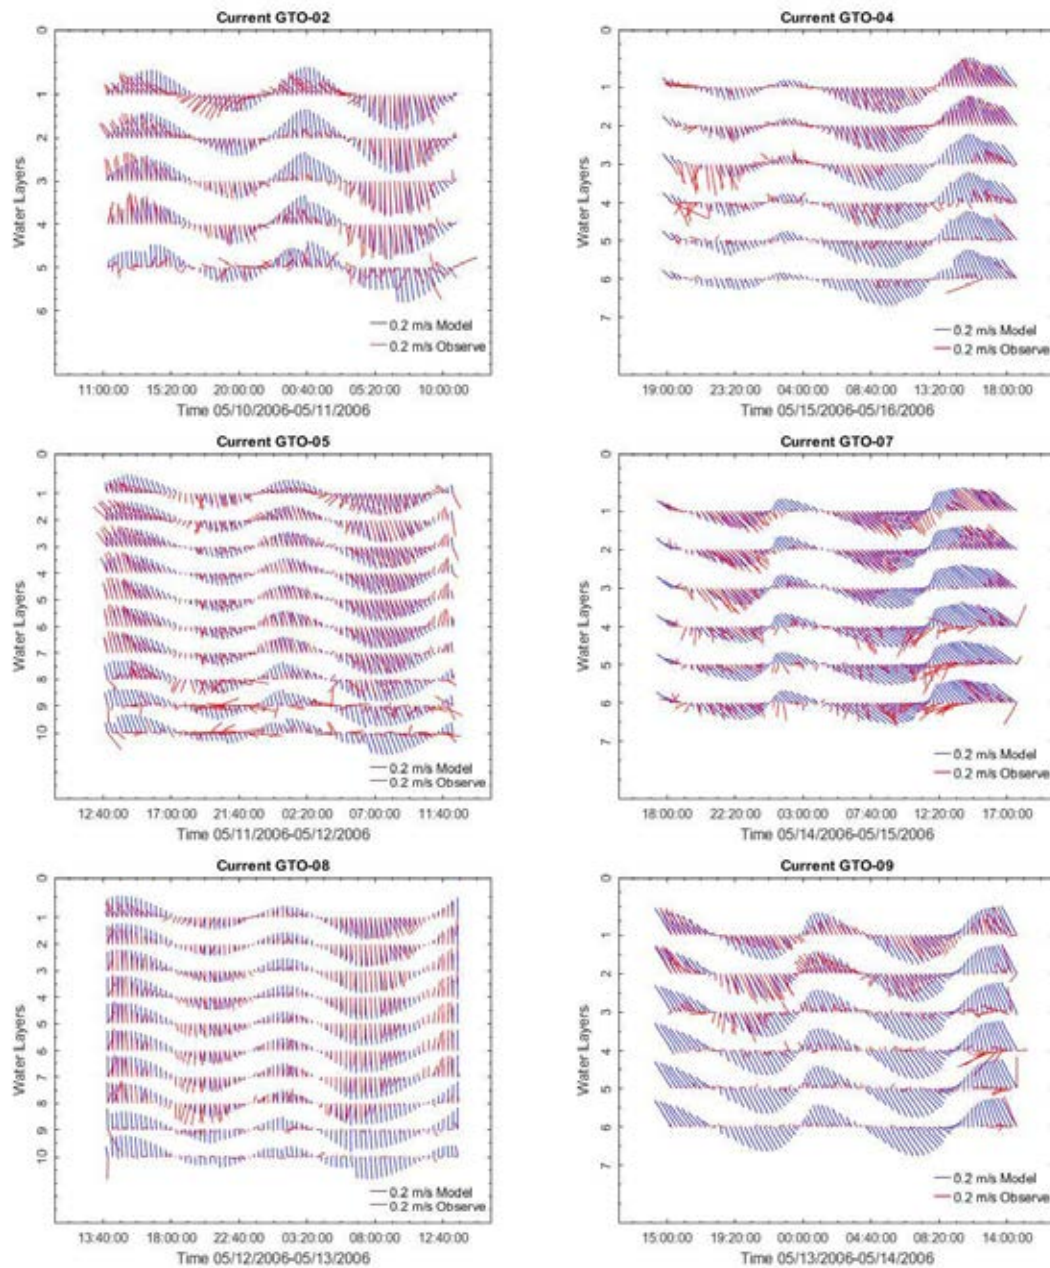 Current GTO-02
0
1
2
3
4
5
6
Water Layers
0.2 m/s Model
0.2 m/s Observe
11:00:00 15:20:00 20:00:00 00:40:00 05:20:00 10:00:00
Time 05/10/2006-05/11/2006
Current GTO-04
0
1
2
3
4
5
6
7
Water Layers
0.2 m/s Model
0.2 m/s Observe
19:00:00 23:20:00 04:00:00 08:40:00 13:20:00 18:00:00
Time 05/15/2006-05/16/2006
Current GTO-05
0
1
2
3
4
5
6
7
8
9
10
Water Layers
0.2 m/s Model
0.2 m/s Observe
12:40:00 17:00:00 21:40:00 02:20:00 07:00:00 11:40:00
Time 05/11/2006-05/12/2006
Current GTO-07
0
1
2
3
4
5
6
7
Water Layers
0.2 m/s Model
0.2 m/s Observe
18:00:00 22:20:00 03:00:00 07:40:00 12:20:00 17:00:00
Time 05/14/2006-05/15/2006
Current GTO-08
0
1
2
3
4
5
6
7
8
9
10
Water Layers
0.2 m/s Model
0.2 m/s Observe
13:40:00 18:00:00 22:40:00 03:20:00 08:00:00 12:40:00
Time 05/12/2006-05/13/2006
Current GTO-09
0
1
2
3
4
5
6
7
Water Layers
0.2 m/s Model
0.2 m/s Observe
15:00:00 19:20:00 00:00:00 04:40:00 08:20:00 14:00:00
Time 05/13/2006-05/14/2006